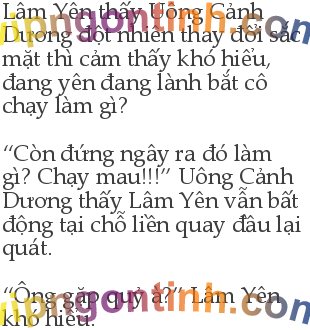 Lâm Yên thấy Uông Cảnh
Dương đột nhiên thay đổi sắc
mặt thì cảm thấy khó hiểu,
đang yên đang lành bắt cô
chạy làm gì?
“Còn đứng ngây ra đó làm
gì? Chạy mau!!!” Uông Cảnh
Dương thấy Lâm Yên vẫn bất
động tại chỗ liền quay đầu lại
quát.
“Ông gặp quỷ à?” Lâm Yên
khó hiểu.
vipngontinh.com